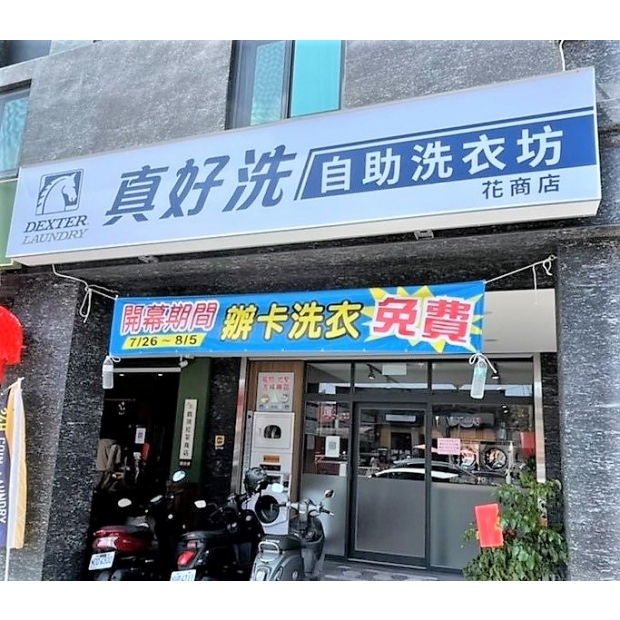 真好洗
自助洗衣坊
花商店
DEXTER
LAUNDRY
開幕期間
7/26～8/5
辦卡洗衣
免費